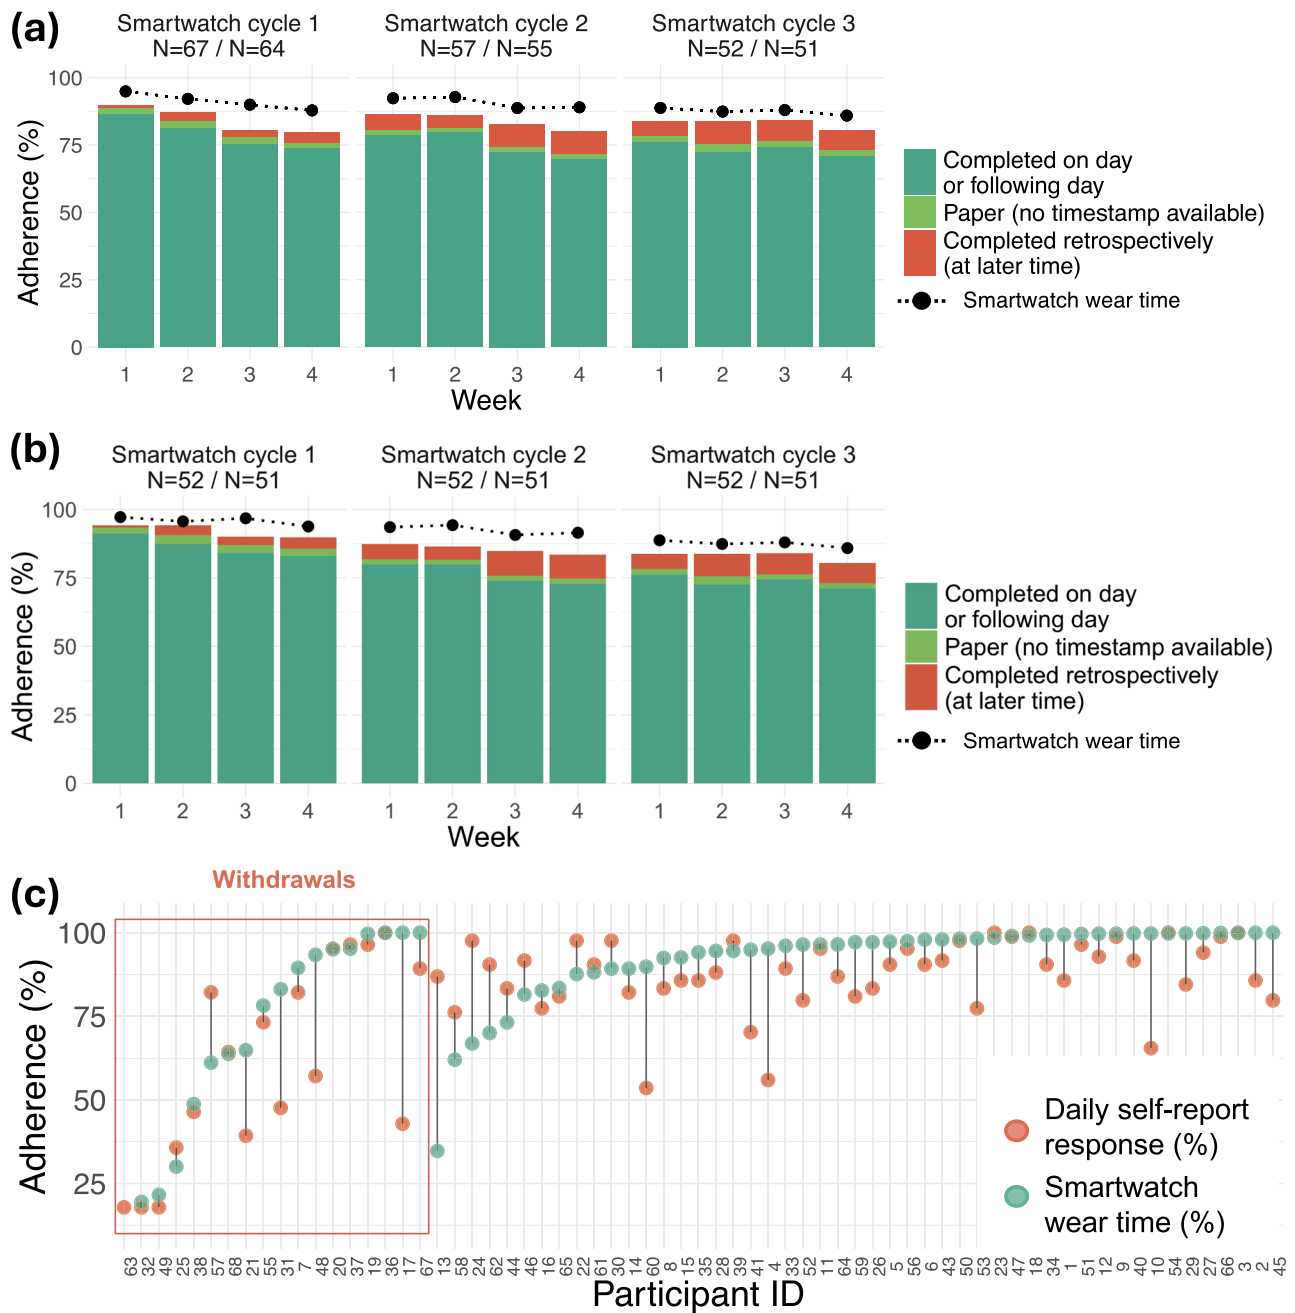 (a)
Smartwatch cycle 1
N=67 / N=64
Smartwatch cycle 2
N=57 / N=55
Smartwatch cycle 3
N=52 / N=51
Adherence (%)
100
75
50
25
0
1 2 3 4
1 2 3 4
1 2 3 4
Week
Completed on day
or following day
Paper (no timestamp available)
Completed retrospectively
(at later time)
Smartwatch wear time
(b)
Smartwatch cycle 1
N=52 / N=51
Smartwatch cycle 2
N=52 / N=51
Smartwatch cycle 3
N=52 / N=51
Adherence (%)
100
75
50
25
0
1 2 3 4
1 2 3 4
1 2 3 4
Week
Completed on day
or following day
Paper (no timestamp available)
Completed retrospectively
(at later time)
Smartwatch wear time
(c)
Withdrawals
Adherence (%)
100
75
50
25
Daily self-report
response (%)
Smartwatch
wear time (%)
63 32 49 25 38 57 68 21 55 31 7 48 20 37 19 36 17 67 13 58 24 62 44 46 16 65 22 61 30 14 60 8 15 35 28 39 41 4 33 52 11 64 59 26 5 56 6 43 50 53 23 47 18 34 1 51 12 9 40 10 54 29 27 66 3 2 45
Participant ID